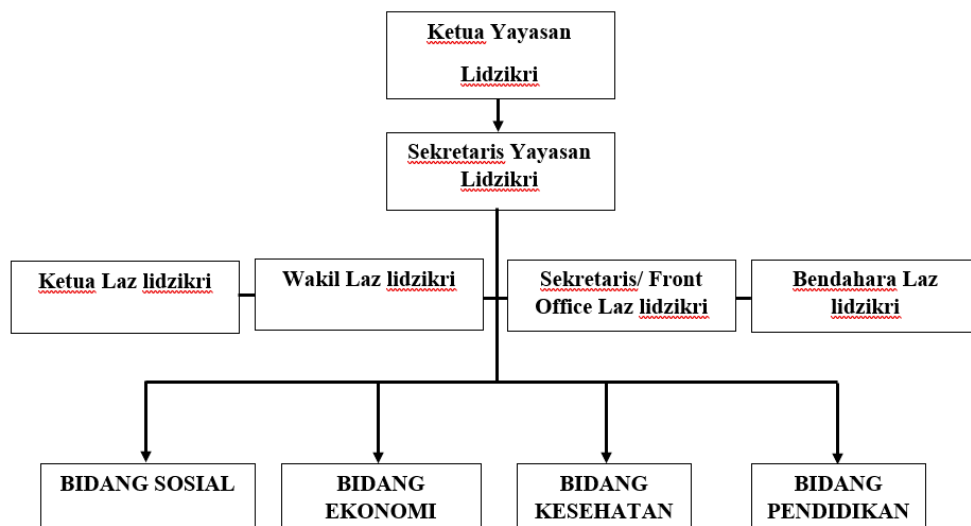 Ketua Yayasan
Lidzikri
Sekretaris Yayasan
Lidzikri
Ketua Laz lidzikri
Wakil Laz lidzikri
Sekretaris/ Front
Office Laz lidzikri
Bendahara Laz
lidzikri
BIDANG SOSIAL
BIDANG
EKONOMI
BIDANG
KESEHATAN
BIDANG
PENDIDIKAN